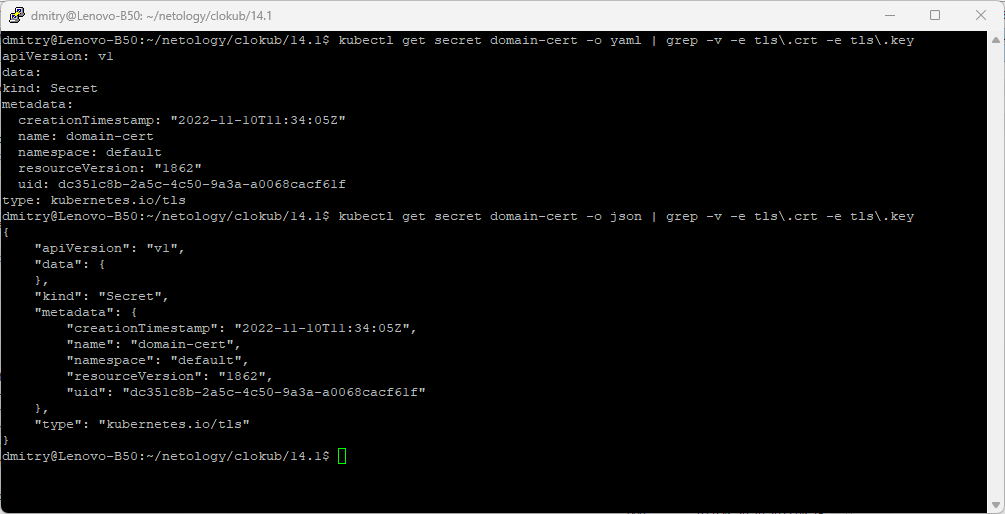 dmitry@Lenovo-B50: ~/netology/clokub/14.1
dmitry@Lenovo-B50:~/netology/clokub/14.1$ kubectl get secret domain-cert -o yaml | grep -v -e tls\.crt -e tls\.key
apiVersion: v1
data:
kind: Secret
metadata:
  creationTimestamp: "2022-11-10T11:34:05Z"
  name: domain-cert
  namespace: default
  resourceVersion: "1862"
  uid: dc351c8b-2a5c-4c50-9a3a-a0068cacf61f
type: kubernetes.io/tls
dmitry@Lenovo-B50:~/netology/clokub/14.1$ kubectl get secret domain-cert -o json | grep -v -e tls\.crt -e tls\.key
{
    "apiVersion": "v1",
    "data": {
    },
    "kind": "Secret",
    "metadata": {
        "creationTimestamp": "2022-11-10T11:34:05Z",
        "name": "domain-cert",
        "namespace": "default",
        "resourceVersion": "1862",
        "uid": "dc351c8b-2a5c-4c50-9a3a-a0068cacf61f"
    },
    "type": "kubernetes.io/tls"
}
dmitry@Lenovo-B50:~/netology/clokub/14.1$